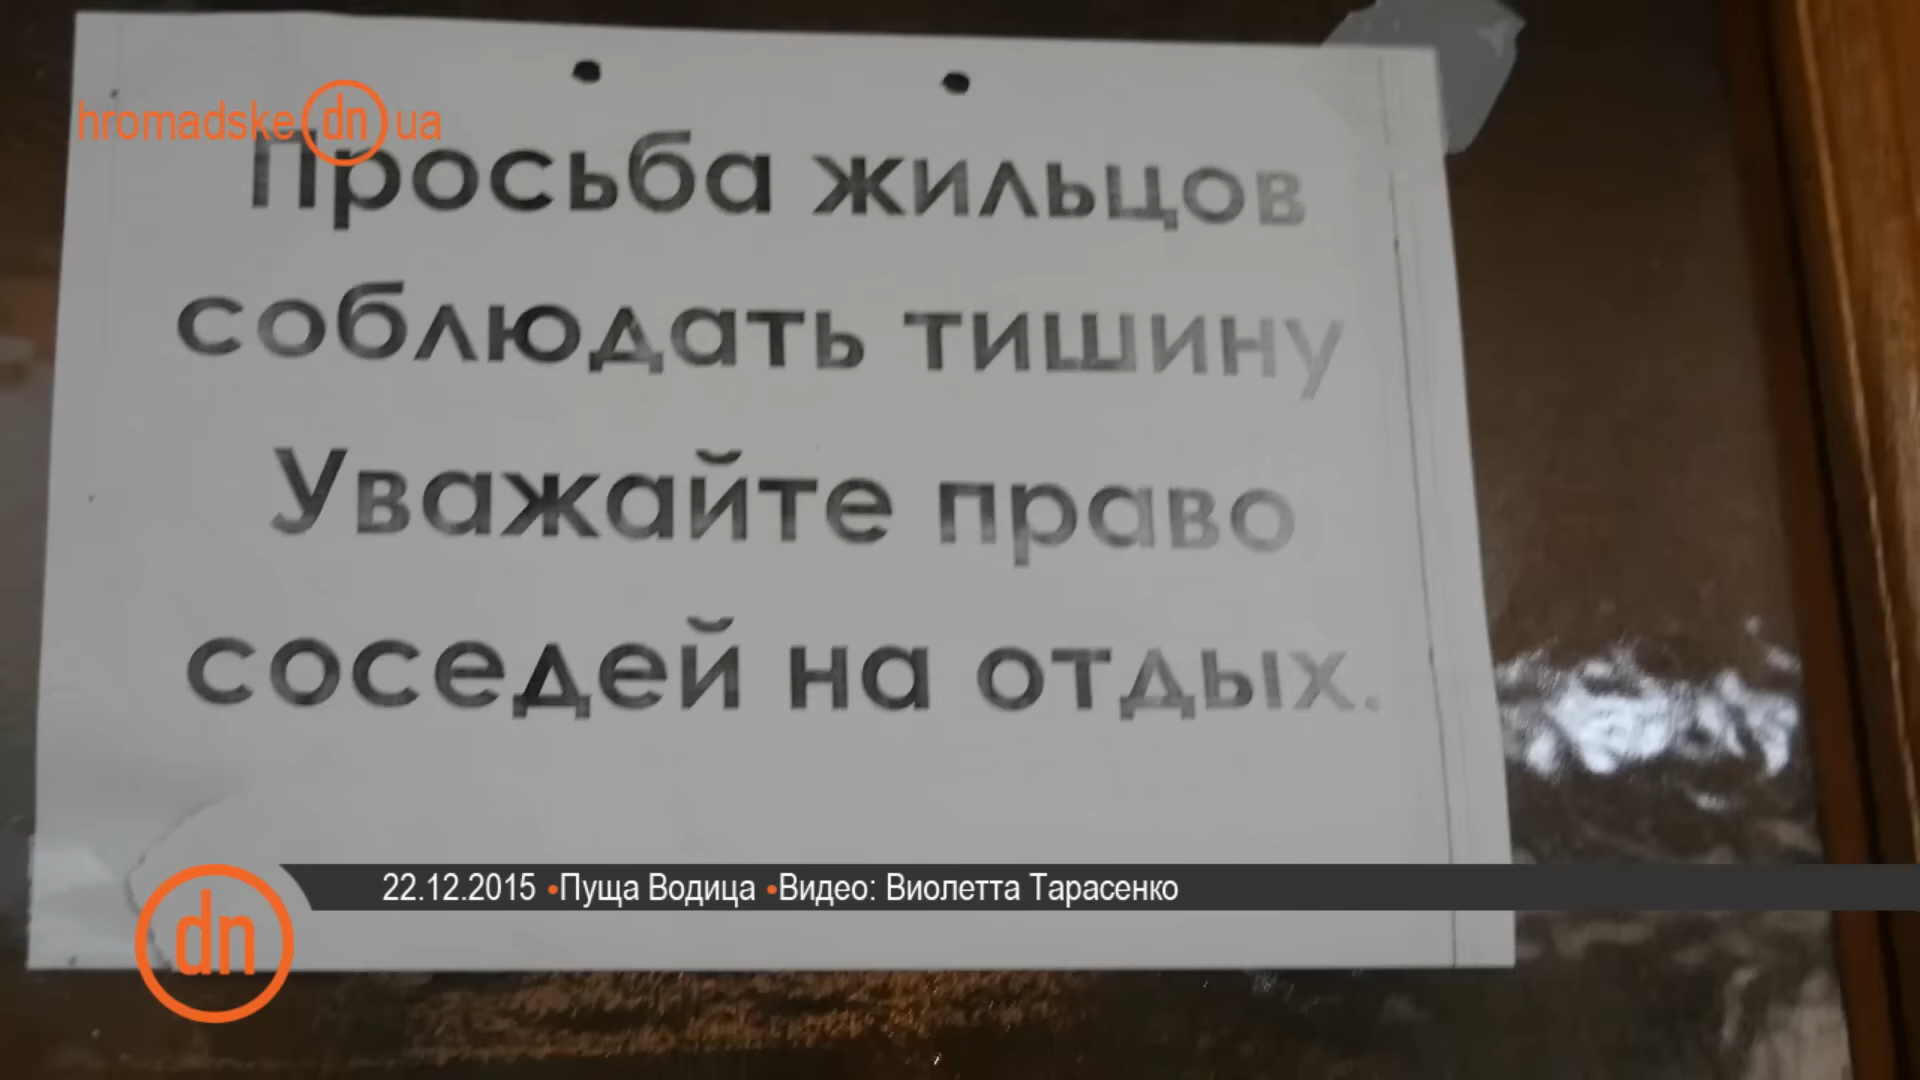 hromadske dn ua
Просьба жильцов
соблюдать тишину
Уважайте право
соседей на отдых.
22.12.2015 •Пуща Водица •Видео: Виолетта Тарасенко
dn